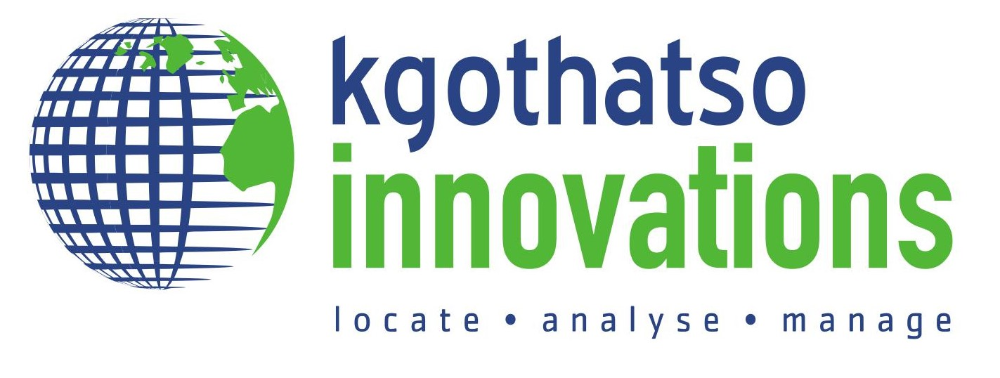 kgothatso
innovations
locate • analyse • manage